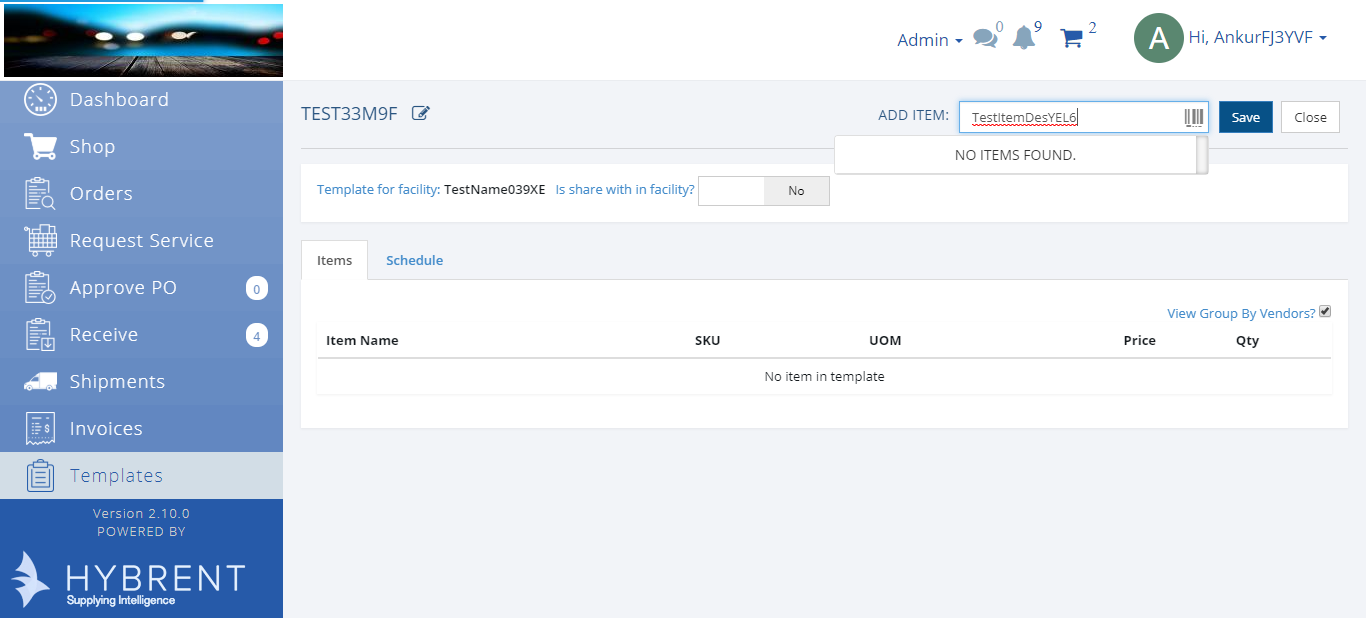 Admin
0
9
2
A
Hi, AnkurFJ3YVF
Dashboard
Shop
Orders
Request Service
Approve PO
0
Receive
4
Shipments
Invoices
Templates
Version 2.10.0
POWERED BY
HYBRENT
Supplying Intelligence
TEST33M9F
ADD ITEM:
TestItemDesYEL6
Save
Close
NO ITEMS FOUND.
Template for facility: TestName039XE Is share with in facility?
No
Items
Schedule
View Group By Vendors?
Item Name SKU UOM Price Qty
No item in template